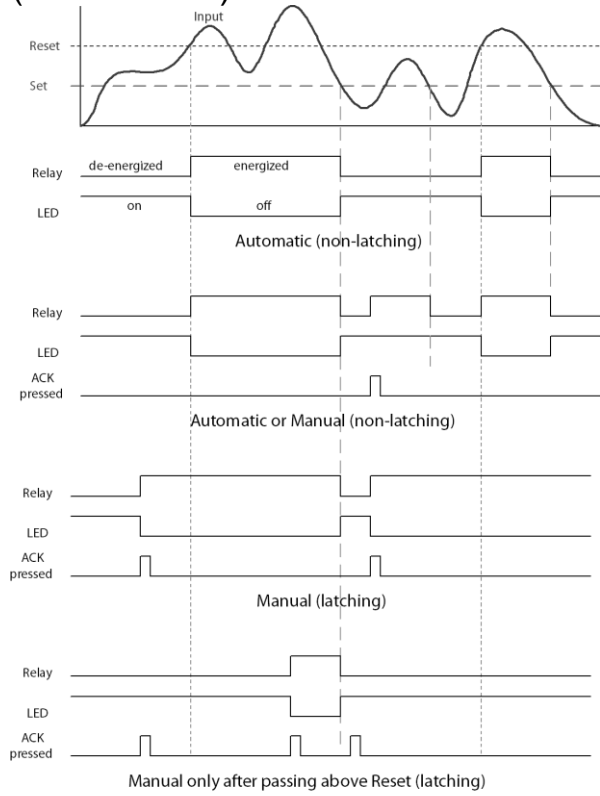 Input
Reset
Set
Relay de-energized energized
LED on off
Automatic (non-latching)
Relay
LED
ACK
pressed
Automatic or Manual (non-latching)
Relay
LED
ACK
pressed
Manual (latching)
Relay
LED
ACK
pressed
Manual only after passing above Reset (latching)